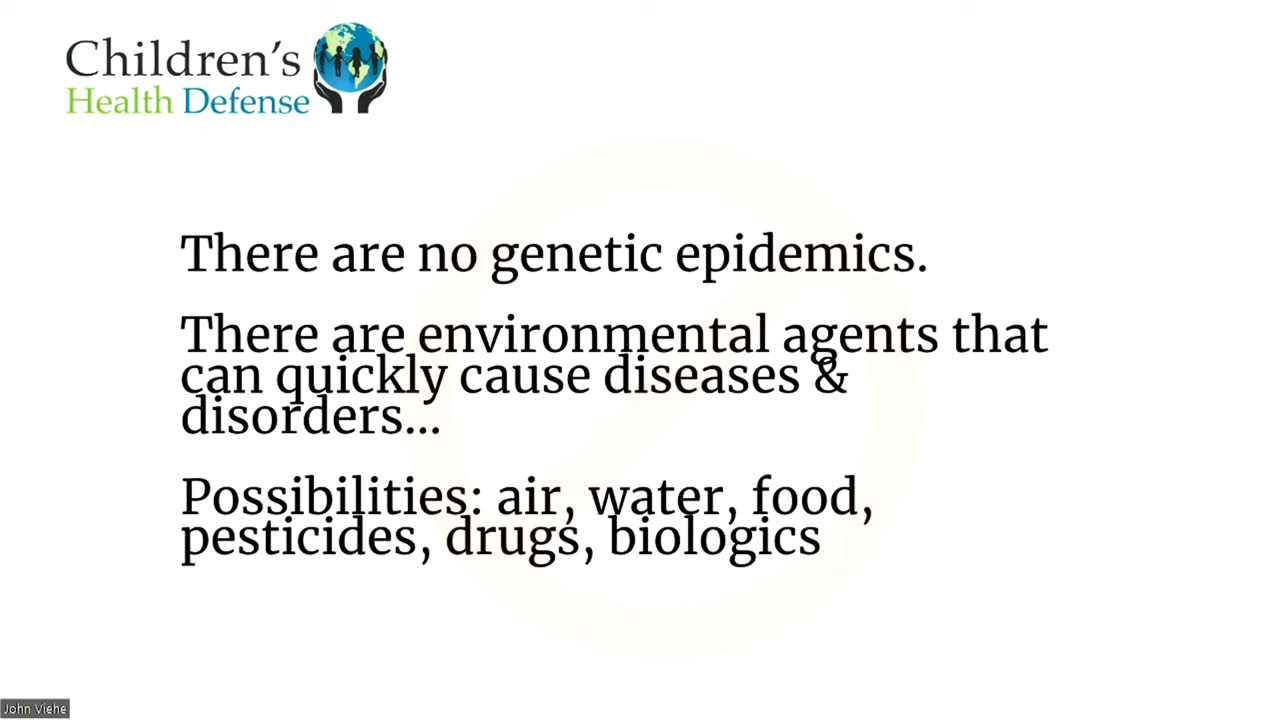 Children's
Health Defense
There are no genetic epidemics.
There are environmental agents that
can quickly cause diseases &
disorders...
Possibilities: air, water, food,
pesticides, drugs, biologics
John Viehe